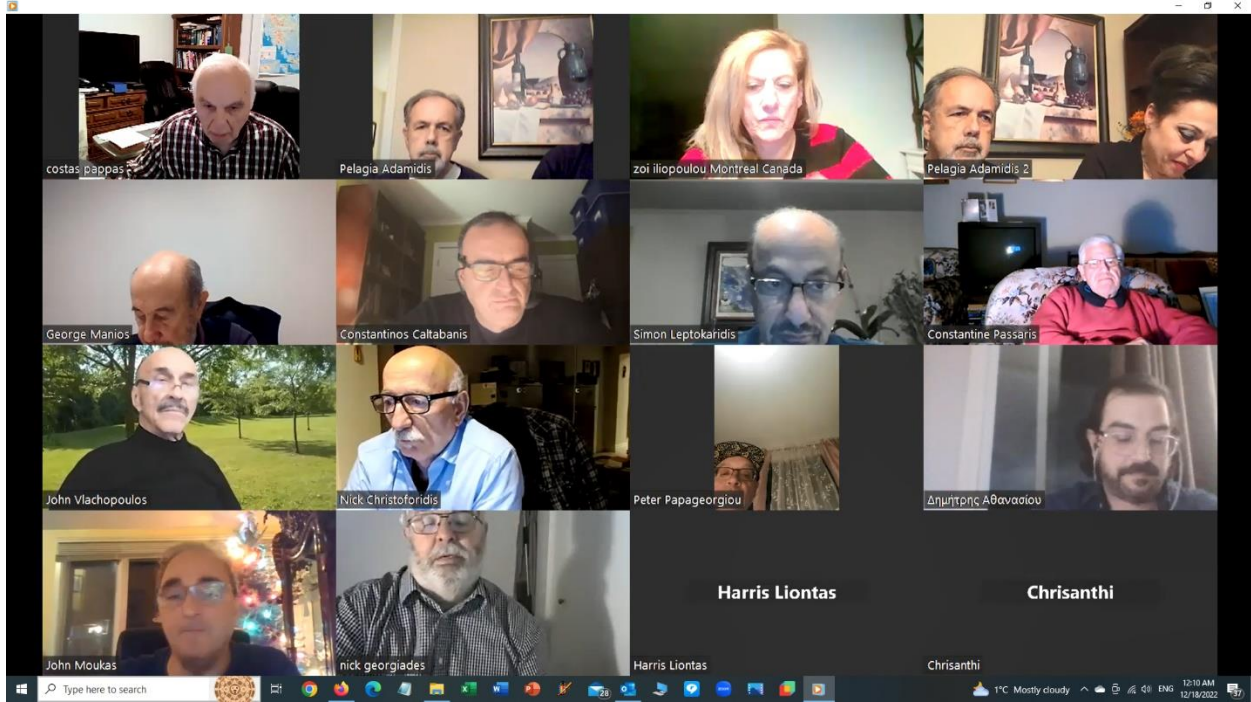 costas pappas
Pelagia Adamidis
zoi iliopoulou Montreal Canada
Pelagia Adamidis 2
George Manios
Constantinos Caltabanis
Simon Leptokaridis
Constantine Passaris
John Vlachopoulos
Nick Christoforidis
Peter Papageorgiou
Δημήτρης Αθανασίου
John Moukas
nick georgiades
Harris Liontas
Harris Liontas
Chrisanthi
Chrisanthi
Type here to search
28
1°C Mostly cloudy
ENG
12:10 AM
12/18/2022
37